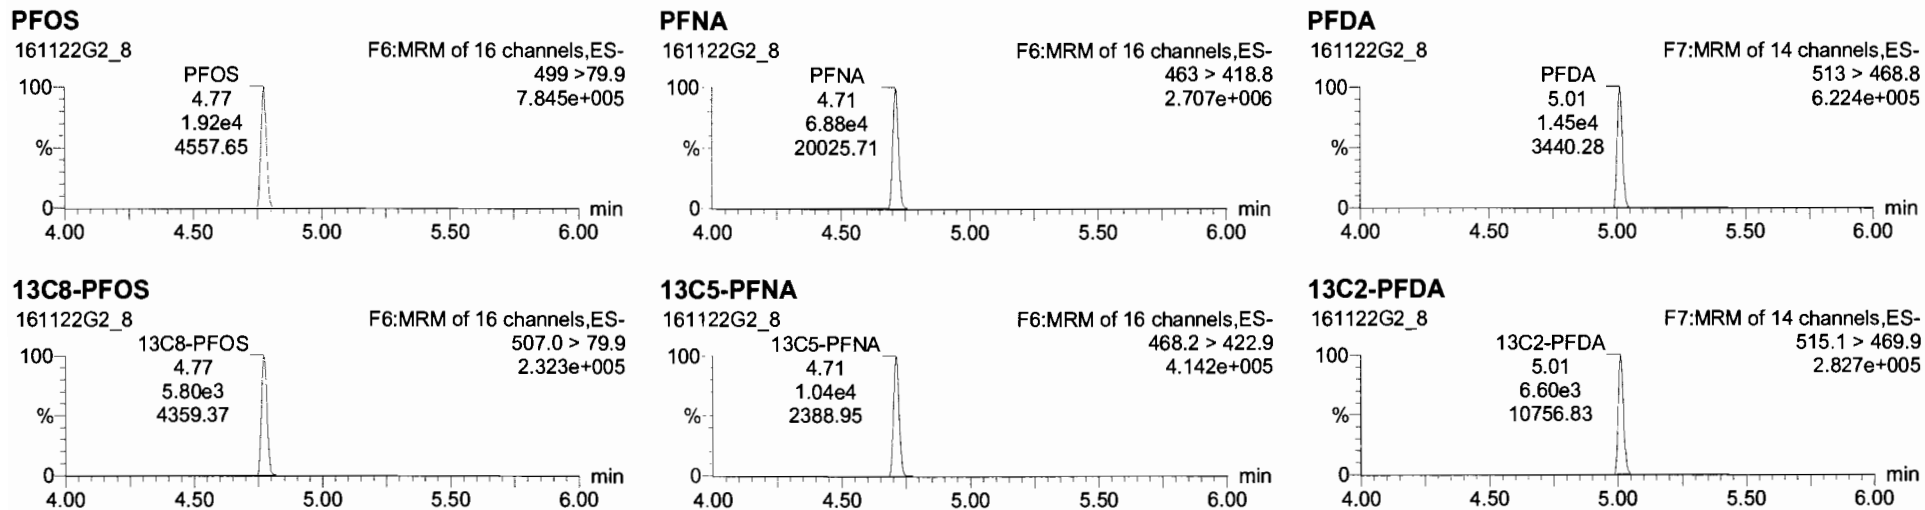 PFOS
161122G2_8
F6:MRM of 16 channels,ES-
499 >79.9
7.845e+005
PFOS
4.77
1.92e4
4557.65
100
%
0
4.00 4.50 5.00 5.50 6.00
min
PFNA
161122G2_8
F6:MRM of 16 channels,ES-
463 > 418.8
2.707e+006
PFNA
4.71
6.88e4
20025.71
100
%
0
4.00 4.50 5.00 5.50 6.00
min
PFDA
161122G2_8
F7:MRM of 14 channels,ES-
513 > 468.8
6.224e+005
PFDA
5.01
1.45e4
3440.28
100
%
0
4.00 4.50 5.00 5.50 6.00
min
13C8-PFOS
161122G2_8
F6:MRM of 16 channels,ES-
507.0 > 79.9
2.323e+005
13C8-PFOS
4.77
5.80e3
4359.37
100
%
0
4.00 4.50 5.00 5.50 6.00
min
13C5-PFNA
161122G2_8
F6:MRM of 16 channels,ES-
468.2 > 422.9
4.142e+005
13C5-PFNA
4.71
1.04e4
2388.95
100
%
0
4.00 4.50 5.00 5.50 6.00
min
13C2-PFDA
161122G2_8
F7:MRM of 14 channels,ES-
515.1 > 469.9
2.827e+005
13C2-PFDA
5.01
6.60e3
10756.83
100
%
0
4.00 4.50 5.00 5.50 6.00
min